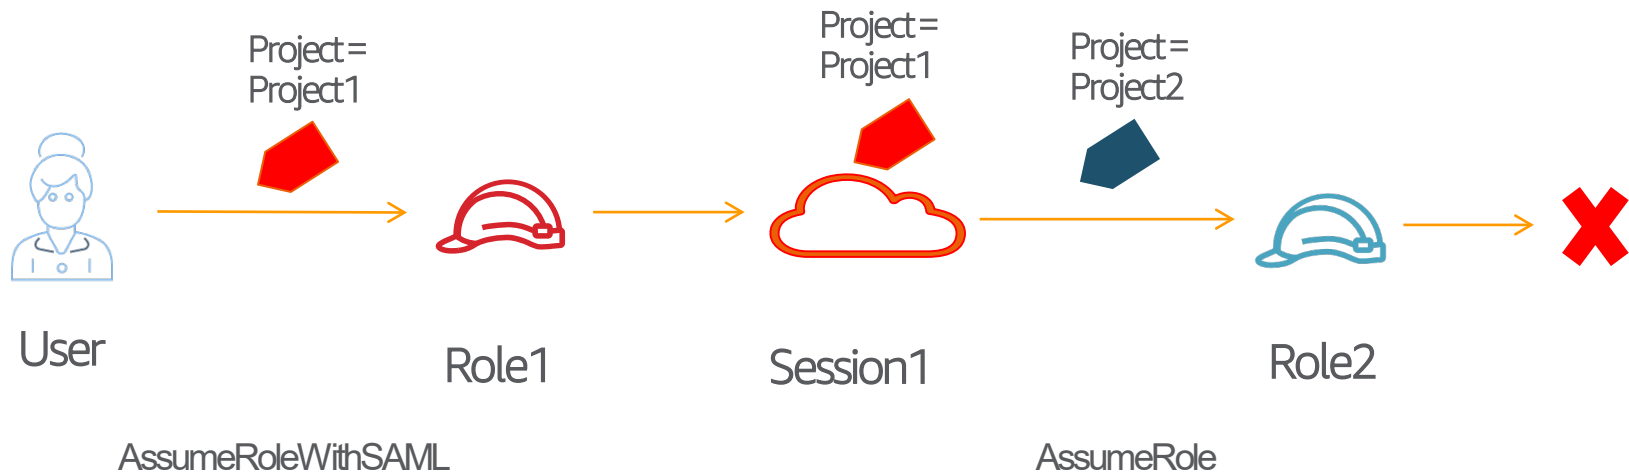 Project =
Project1
Project =
Project1
Project =
Project2
User
Role1
Session1
Role2
AssumeRoleWithSAML
AssumeRole